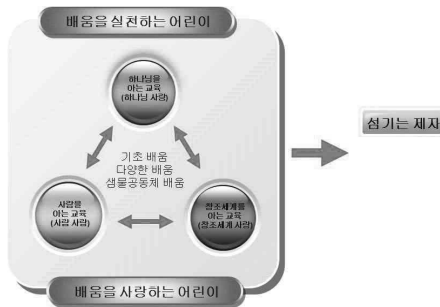 배움을 실천하는 어린이
하나님을
아는 교육
(하나님 사랑)
기초 배움
다양한 배움
샘물공동체 배움
섬기는 제자
사람을
아는 교육
(사람 사랑)
창조세계를
아는 교육
(창조세계 사랑)
배움을 사랑하는 어린이